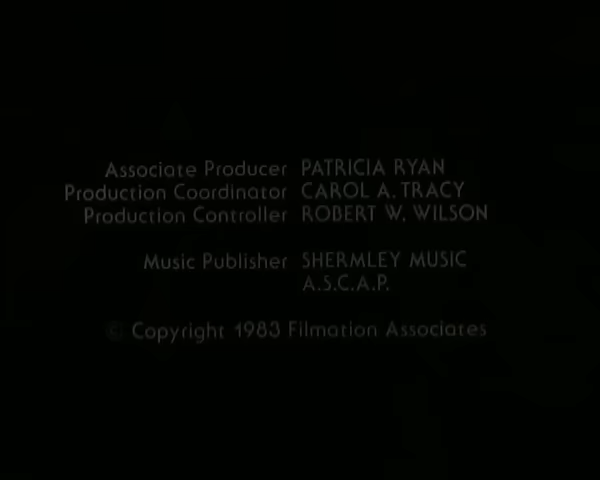 Associate Producer PATRICIA RYAN
Production Coordinator CAROL A. TRACY
Production Controller ROBERT W. WILSON
Music Publisher SHERMLEY MUSIC
A.S.C.A.P.
© Copyright 1983 Filmation Associates